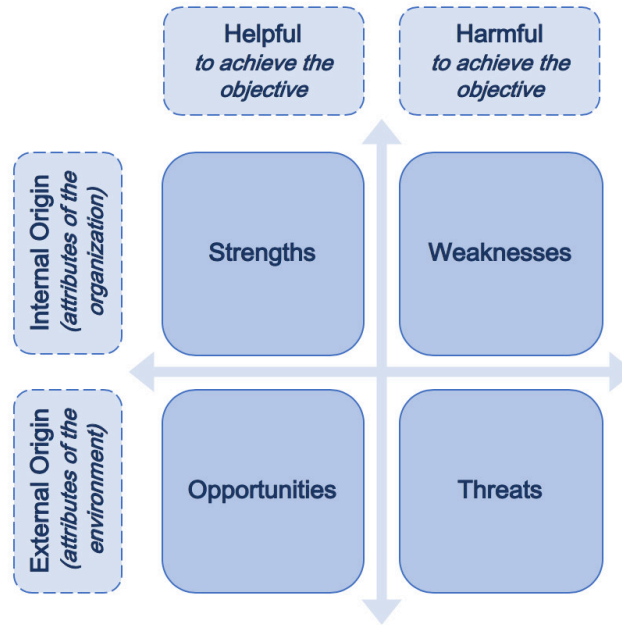 Helpful
to achieve the
objective
Harmful
to achieve the
objective
Internal Origin
(attributes of the
organization)
Strengths
Weaknesses
External Origin
(attributes of the
environment)
Opportunities
Threats